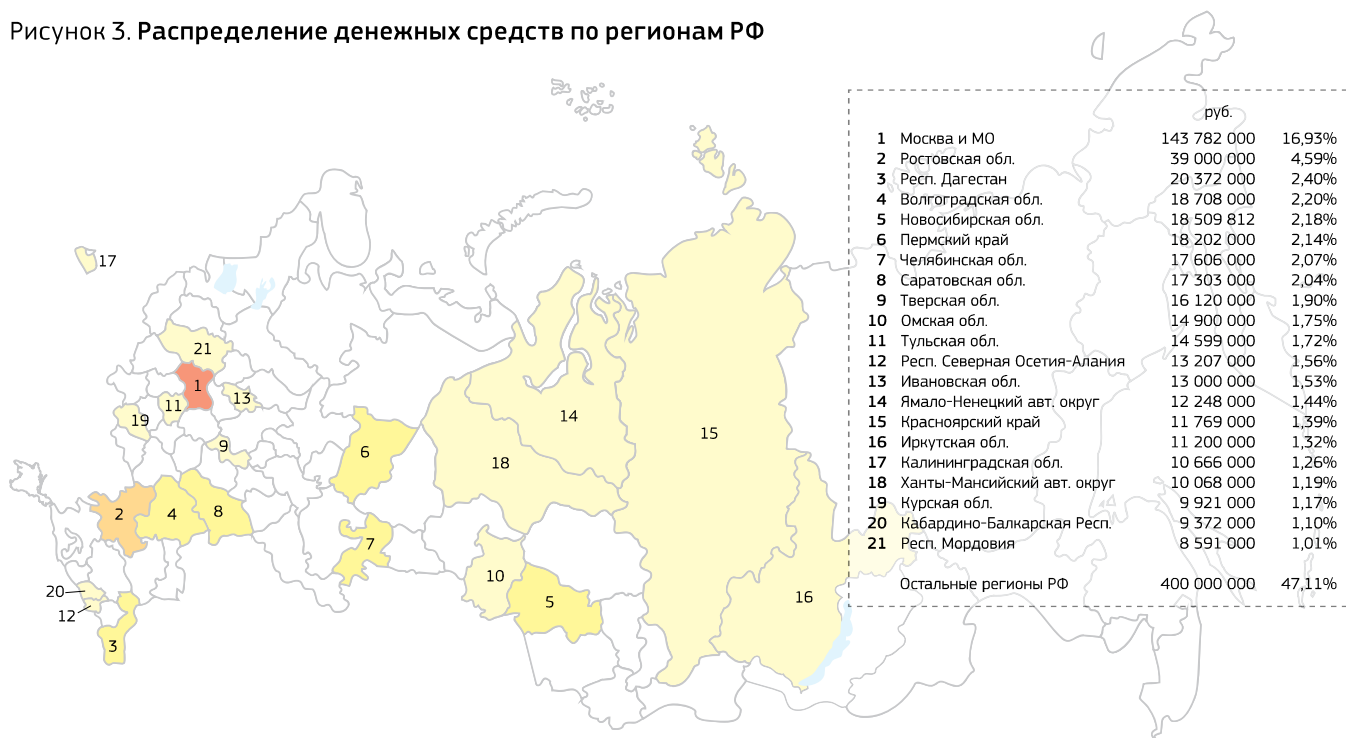 Рисунок 3. Распределение денежных средств по регионам РФ
руб.
1 Москва и МО 143 782 000 16,93%
2 Ростовская обл. 39 000 000 4,59%
3 Респ. Дагестан 20 372 000 2,40%
4 Волгоградская обл. 18 708 000 2,20%
5 Новосибирская обл. 18 509 812 2,18%
6 Пермский край 18 202 000 2,14%
7 Челябинская обл. 17 606 000 2,07%
8 Саратовская обл. 17 303 000 2,04%
9 Тверская обл. 16 120 000 1,90%
10 Омская обл. 14 900 000 1,75%
11 Тульская обл. 14 599 000 1,72%
12 Респ. Северная Осетия-Алания 13 207 000 1,56%
13 Ивановская обл. 13 000 000 1,53%
14 Ямало-Ненецкий авт. округ 12 248 000 1,44%
15 Красноярский край 11 769 000 1,39%
16 Иркутская обл. 11 200 000 1,32%
17 Калининградская обл. 10 666 000 1,26%
18 Ханты-Мансийский авт. округ 10 068 000 1,19%
19 Курская обл. 9 921 000 1,17%
20 Кабардино-Балкарская Респ. 9 372 000 1,10%
21 Респ. Мордовия 8 591 000 1,01%
Остальные регионы РФ 400 000 000 47,11%
17
21
1
13
11
19
9
14
15
6
18
2
4
8
7
10
5
16
20
12
3